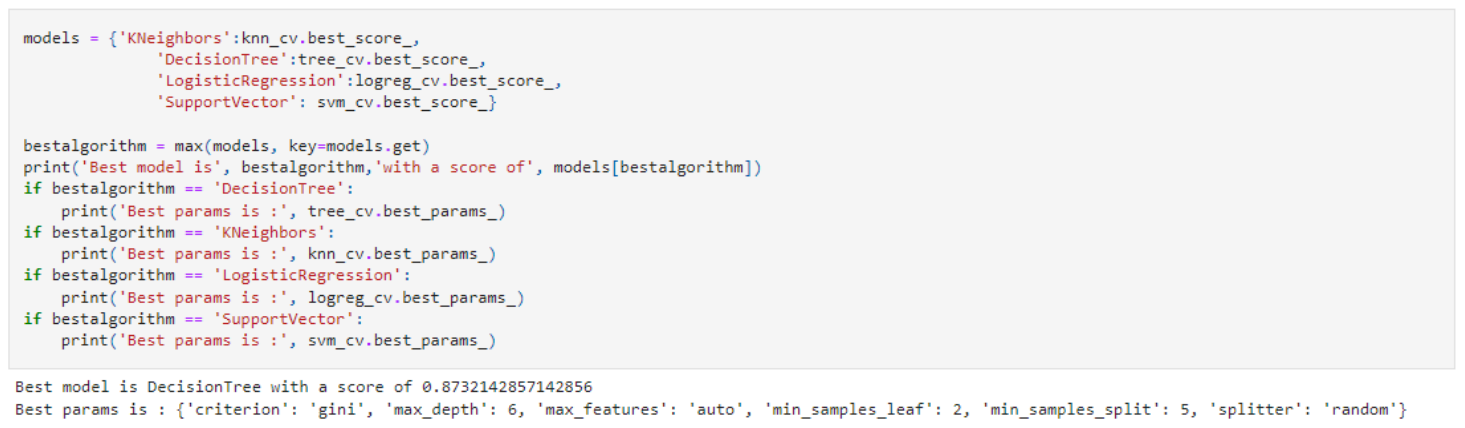 models = {'KNeighbors':knn_cv.best_score_,
              'DecisionTree':tree_cv.best_score_,
              'LogisticRegression':logreg_cv.best_score_,
              'SupportVector': svm_cv.best_score_}
bestalgorithm = max(models, key=models.get)
print('Best model is', bestalgorithm,'with a score of', models[bestalgorithm])
if bestalgorithm == 'DecisionTree':
    print('Best params is :', tree_cv.best_params_)
if bestalgorithm == 'KNeighbors':
    print('Best params is :', knn_cv.best_params_)
if bestalgorithm == 'LogisticRegression':
    print('Best params is :', logreg_cv.best_params_)
if bestalgorithm == 'SupportVector':
    print('Best params is :', svm_cv.best_params_)
Best model is DecisionTree with a score of 0.8732142857142856
Best params is : {'criterion': 'gini', 'max_depth': 6, 'max_features': 'auto', 'min_samples_leaf': 2, 'min_samples_split': 5, 'splitter': 'random'}